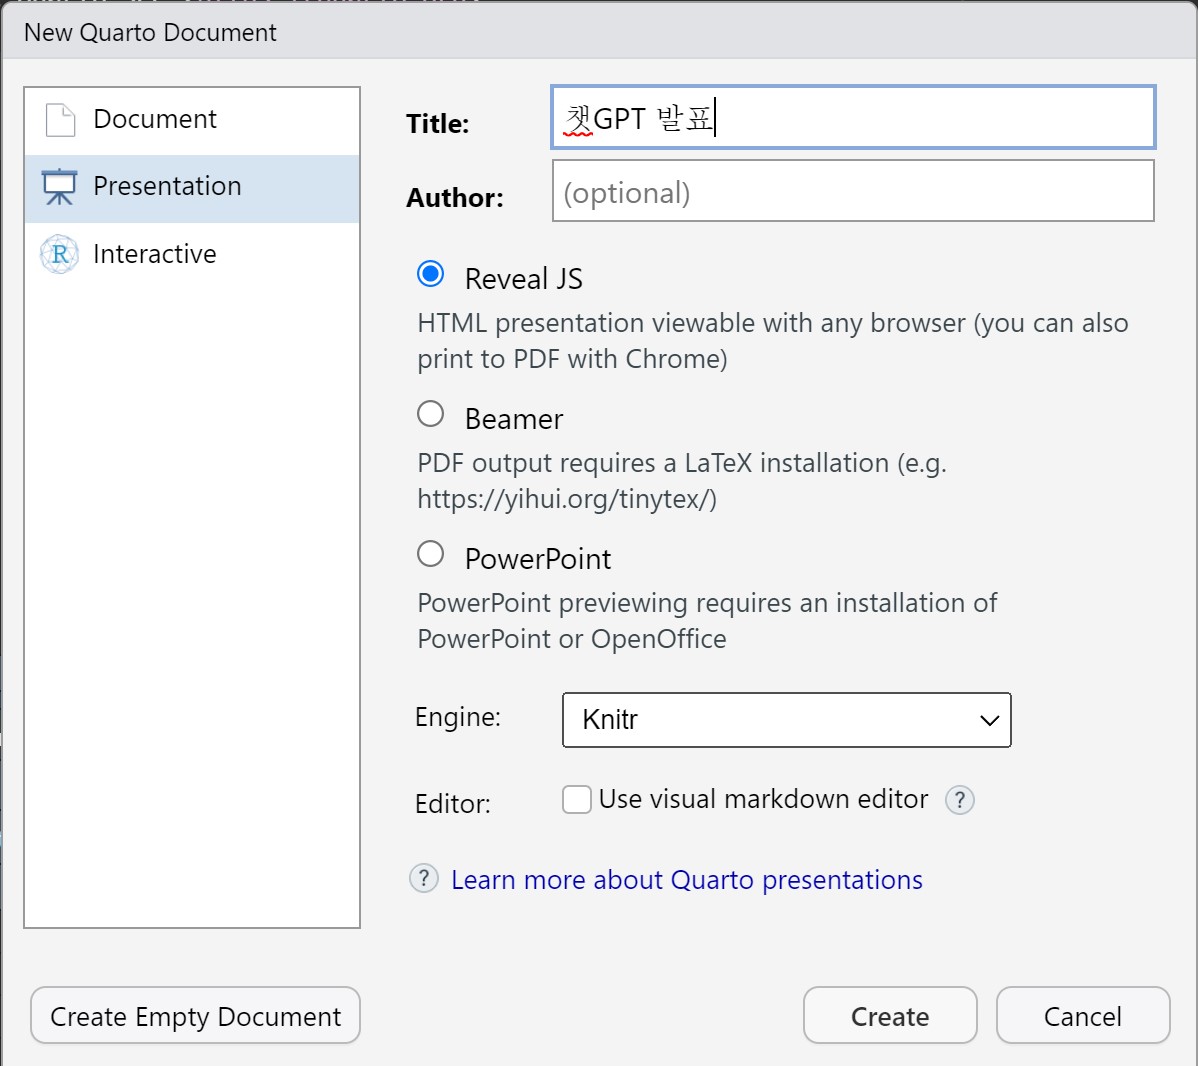 New Quarto Document
Document
Presentation
Interactive
Title:
챗GPT 발표
Author:
(optional)
Reveal JS
HTML presentation viewable with any browser (you can also
print to PDF with Chrome)
Beamer
PDF output requires a LaTeX installation (e.g.
https://yihui.org/tinytex/)
PowerPoint
PowerPoint previewing requires an installation of
PowerPoint or OpenOffice
Engine:
Knitr
Editor:
Use visual markdown editor ?
? Learn more about Quarto presentations
Create Empty Document
Create
Cancel